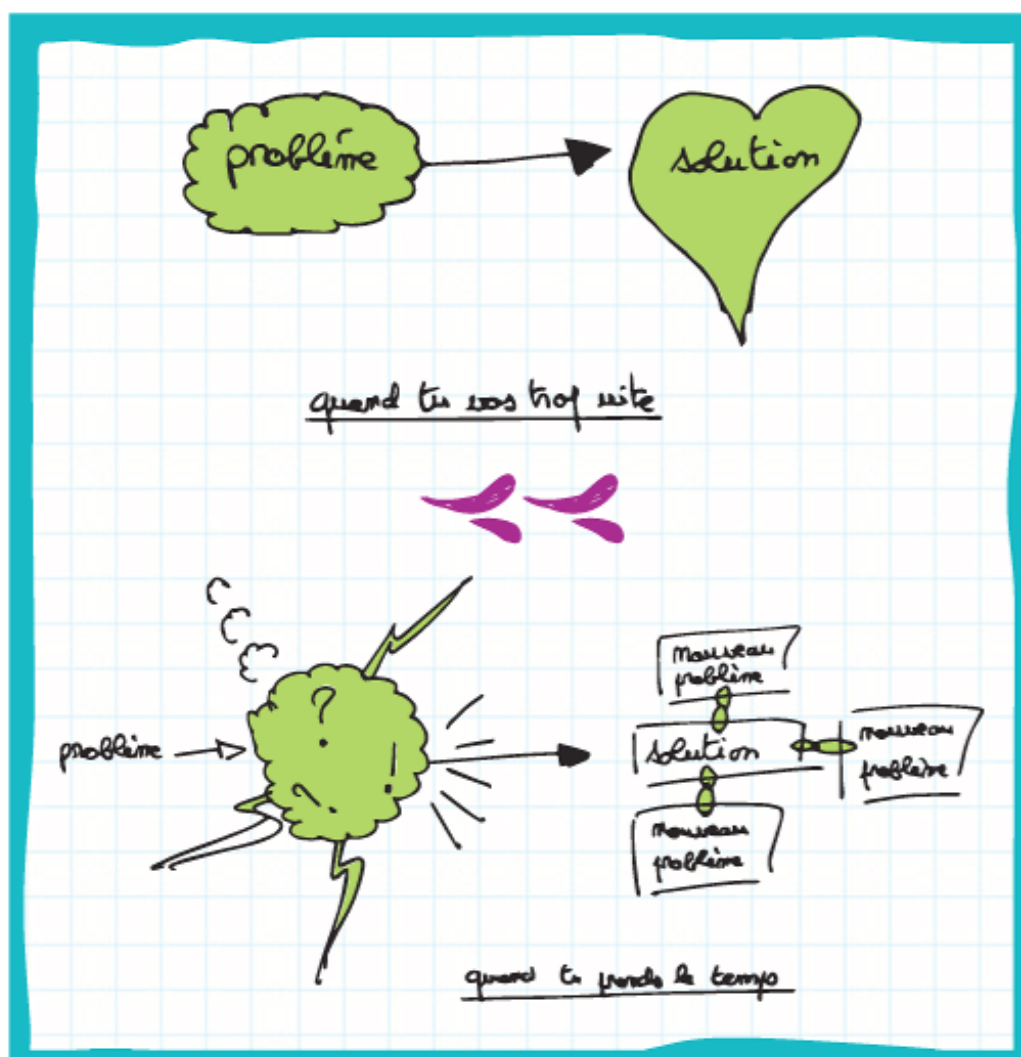 problème
solution
quand tu vas trop vite
problème
?
!
nouveau
problème
solution
nouveau
problème
nouveau
problème
quand tu prends le temps